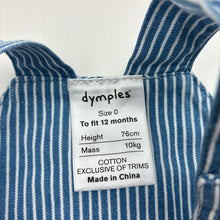 dymples
Size 0
To fit 12 months
Height 76cm
Mass 10kg
COTTON
EXCLUSIVE OF TRIMS
Made in China